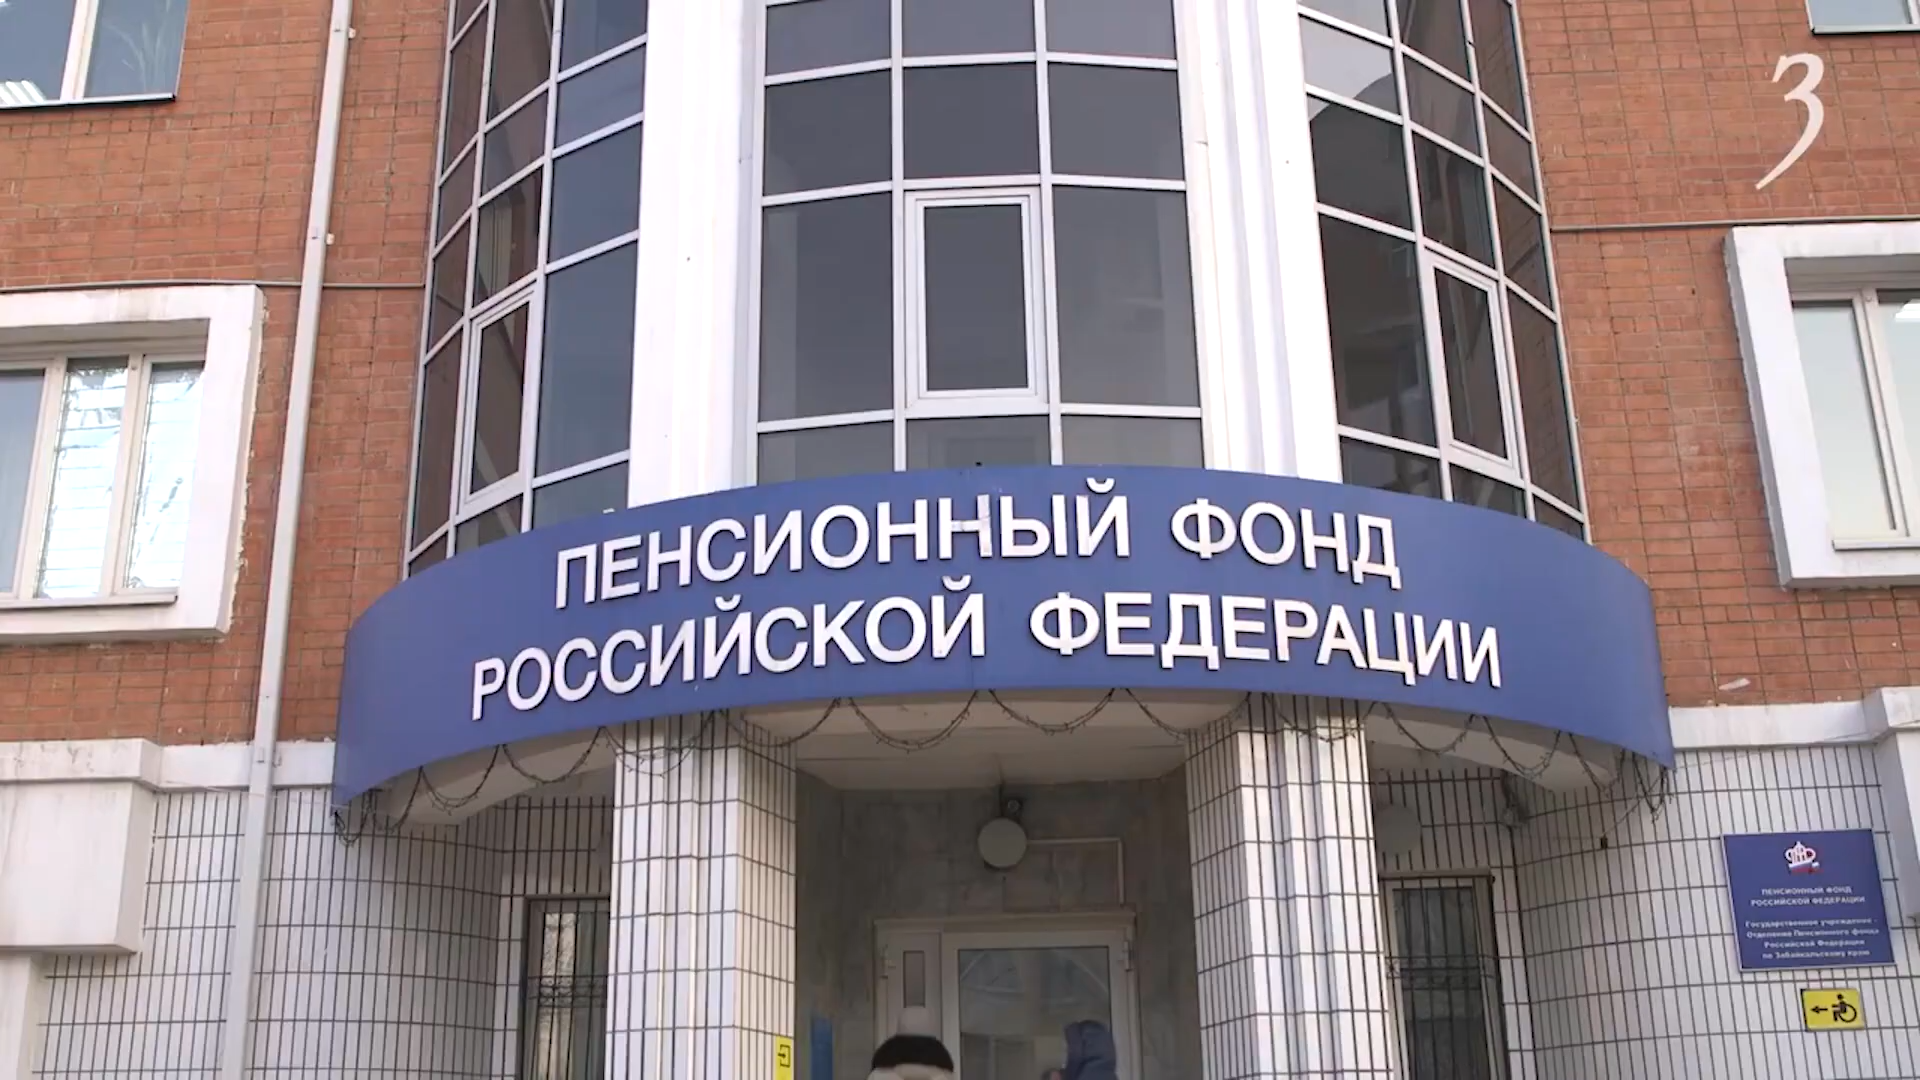 З
ПЕНСИОННЫЙ ФОНД
РОССИЙСКОЙ ФЕДЕРАЦИИ
ПЕНСИОННЫЙ ФОНД
РОССИЙСКОЙ ФЕДЕРАЦИИ
Государственное учреждение -
Отделение Пенсионного фонда
Российской Федерации
по Забайкальскому краю